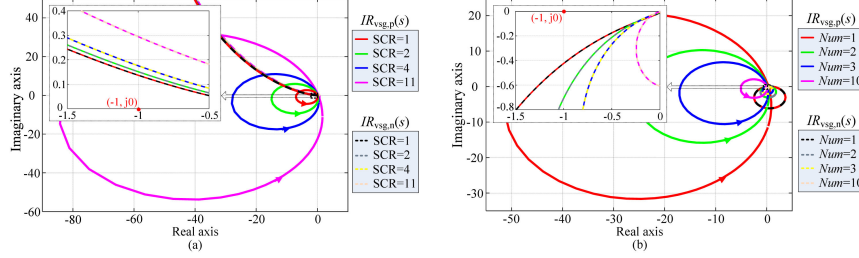 40
20
0
-20
-40
-60
Imaginary axis
-80
-60
-40
-20
0
Real axis
(a)
0.4
0.3
0.2
0.1
0
-1.5
-1
-0.5
(-1, j0)
IRvsg,p(s)
SCR=1
SCR=2
SCR=4
SCR=11
IRvsg,n(s)
SCR=1
SCR=2
SCR=4
SCR=11
20
10
0
-10
-20
-30
Imaginary axis
-50
-40
-30
-20
-10
0
Real axis
(b)
0
-0.2
-0.4
-0.6
-0.8
-1.5
-1
-0.5
0
(-1, j0)
IRvsg,p(s)
Num=1
Num=2
Num=3
Num=10
IRvsg,n(s)
Num=1
Num=2
Num=3
Num=10